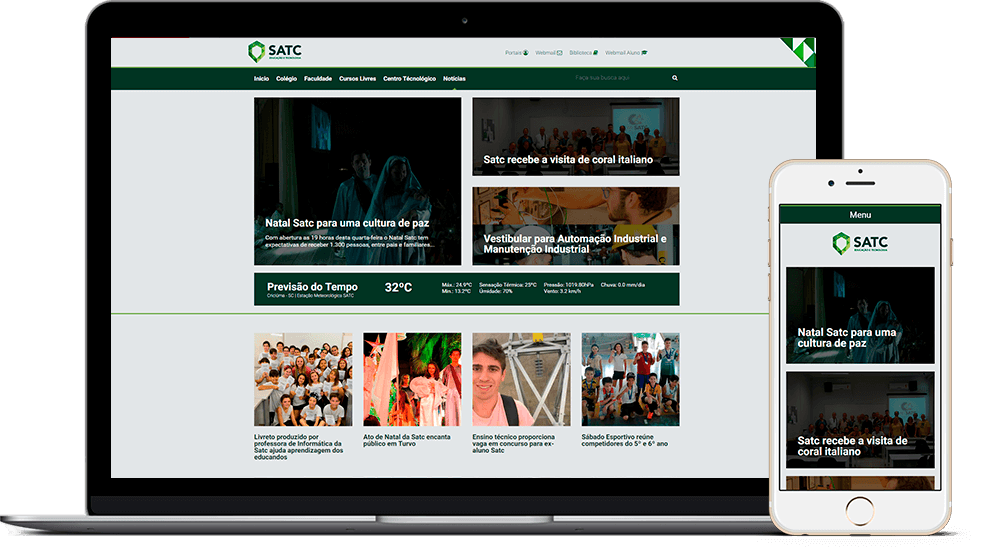 SATC
EDUCAÇÃO E TECNOLOGIA
Portais
Webmail
Biblioteca
Webmail Aluno
Início
Colégio
Faculdade
Cursos Livres
Centro Técnológico
Notícias
Faça sua busca aqui
Natal Satc para uma cultura de paz
Com abertura as 19 horas desta quarta-feira o Natal Satc tem
expectativas de receber 1.300 pessoas, entre pais e familiares...
Satc recebe a visita de coral italiano
Vestibular para Automação Industrial e
Manutenção Industrial
Previsão do Tempo
Criciúma - SC | Estação Meteorológica SATC
32ºC
Máx.: 24.9ºC
Mín.: 13.2ºC
Sensação Térmica: 25ºC
Úmidade: 70%
Pressão: 1019.80hPa
Vento: 3.2 km/h
Chuva: 0.0 mm/dia
Livreto produzido por
professora de Informática da
Satc ajuda aprendizagem dos
educandos
Ato de Natal da Satc encanta
público em Turvo
Ensino técnico proporciona
vaga em concurso para ex-
aluno Satc
Sábado Esportivo reúne
competidores do 5º e 6º ano
Menu
SATC
EDUCAÇÃO E TECNOLOGIA
Natal Satc para uma
cultura de paz
Satc recebe a visita de
coral italiano